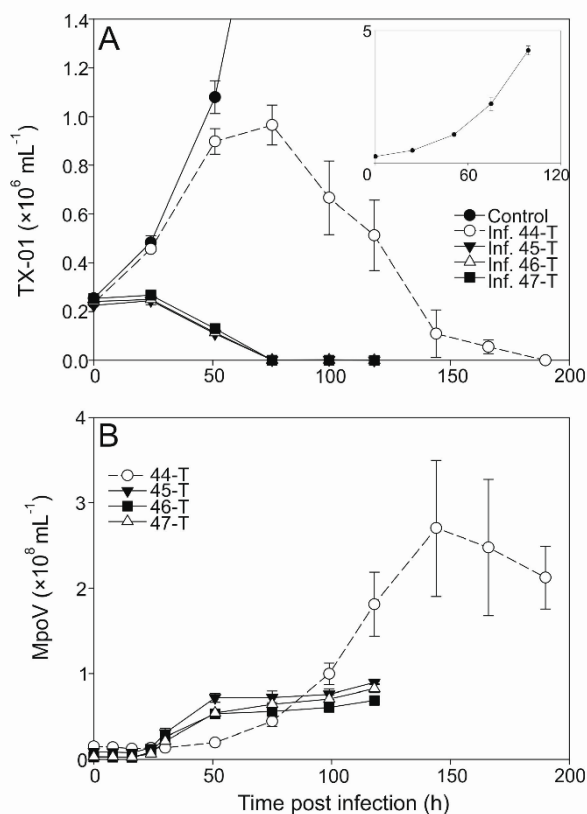 A
1.4
1.2
1.0
0.8
0.6
0.4
0.2
0.0
TX-01 (×10⁶ mL⁻¹)
5
0
60
120
Control
Inf. 44-T
Inf. 45-T
Inf. 46-T
Inf. 47-T
0
50
100
150
200
B
4
3
2
1
0
MpoV (×10⁸ mL⁻¹)
44-T
45-T
46-T
47-T
0
50
100
150
200
Time post infection (h)